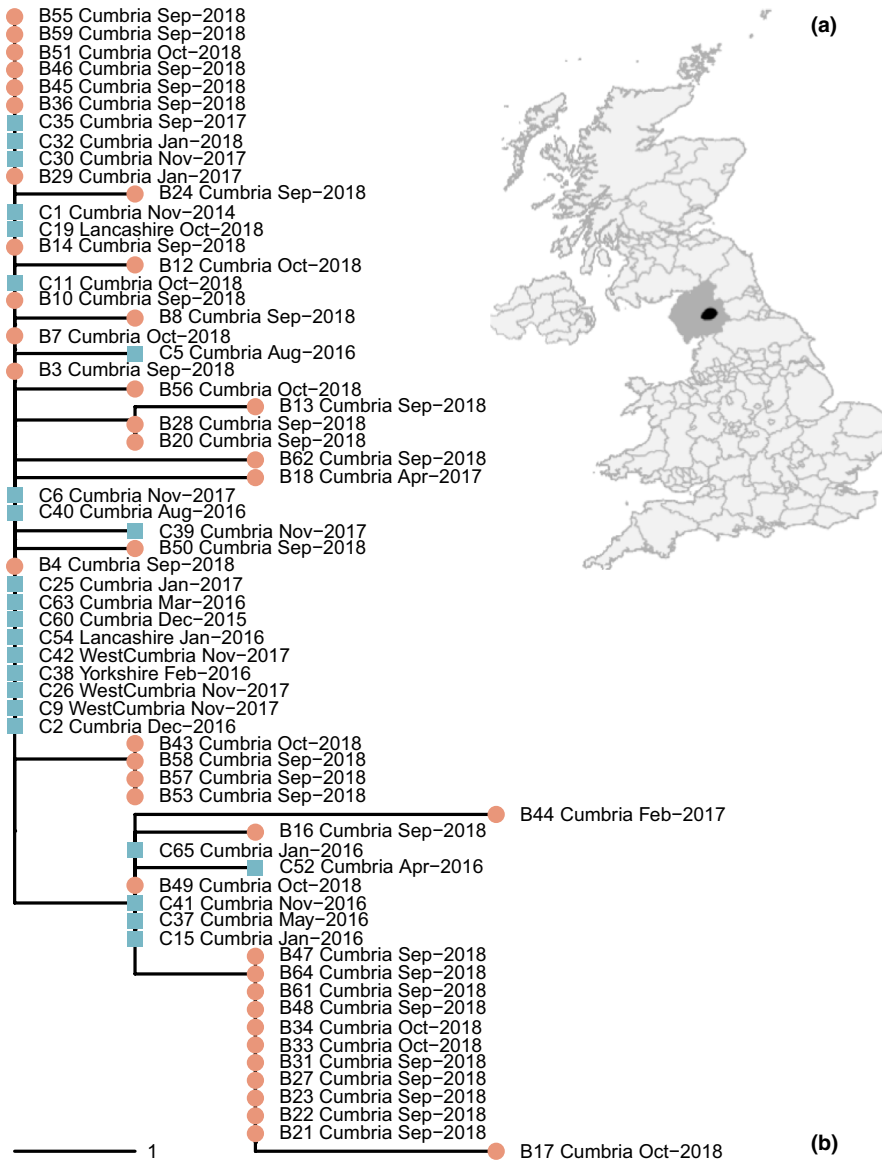 (a)
B55 Cumbria Sep−2018
B59 Cumbria Sep−2018
B51 Cumbria Oct−2018
B46 Cumbria Sep−2018
B45 Cumbria Sep−2018
B36 Cumbria Sep−2018
C35 Cumbria Sep−2017
C32 Cumbria Jan−2018
C30 Cumbria Nov−2017
B29 Cumbria Jan−2017
B24 Cumbria Sep−2018
C1 Cumbria Nov−2014
C19 Lancashire Oct−2018
B14 Cumbria Sep−2018
B12 Cumbria Oct−2018
C11 Cumbria Oct−2018
B10 Cumbria Sep−2018
B8 Cumbria Sep−2018
B7 Cumbria Oct−2018
C5 Cumbria Aug−2016
B3 Cumbria Sep−2018
B56 Cumbria Oct−2018
B13 Cumbria Sep−2018
B28 Cumbria Sep−2018
B20 Cumbria Sep−2018
B62 Cumbria Sep−2018
B18 Cumbria Apr−2017
C6 Cumbria Nov−2017
C40 Cumbria Aug−2016
C39 Cumbria Nov−2017
B50 Cumbria Sep−2018
B4 Cumbria Sep−2018
C25 Cumbria Jan−2017
C63 Cumbria Mar−2016
C60 Cumbria Dec−2015
C54 Lancashire Jan−2016
C42 WestCumbria Nov−2017
C38 Yorkshire Feb−2016
C26 WestCumbria Nov−2017
C9 WestCumbria Nov−2017
C2 Cumbria Dec−2016
B43 Cumbria Oct−2018
B58 Cumbria Sep−2018
B57 Cumbria Sep−2018
B53 Cumbria Sep−2018
B44 Cumbria Feb−2017
B16 Cumbria Sep−2018
C65 Cumbria Jan−2016
C52 Cumbria Apr−2016
B49 Cumbria Oct−2018
C41 Cumbria Nov−2016
C37 Cumbria May−2016
C15 Cumbria Jan−2016
B47 Cumbria Sep−2018
B64 Cumbria Sep−2018
B61 Cumbria Sep−2018
B48 Cumbria Sep−2018
B34 Cumbria Oct−2018
B33 Cumbria Oct−2018
B31 Cumbria Sep−2018
B27 Cumbria Sep−2018
B23 Cumbria Sep−2018
B22 Cumbria Sep−2018
B21 Cumbria Sep−2018
B17 Cumbria Oct−2018
1
(b)